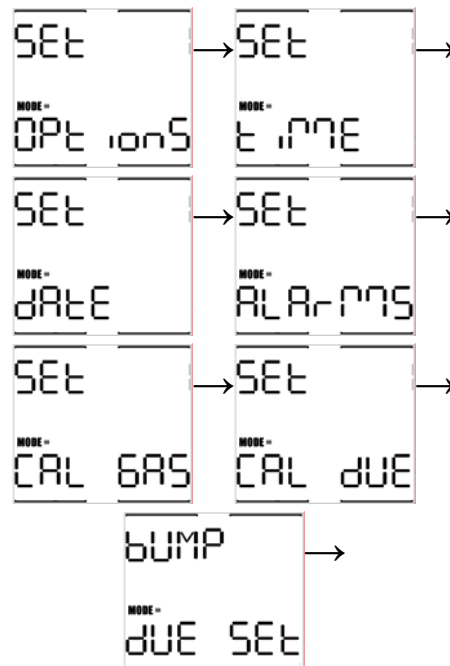 SEt
MODE =
OPt ionS
SEt
MODE =
t iME
SEt
MODE =
dAtE
SEt
MODE =
ALArMS
SEt
MODE =
CAL GAS
SEt
MODE =
CAL dUE
bUMP
MODE =
dUE SEt